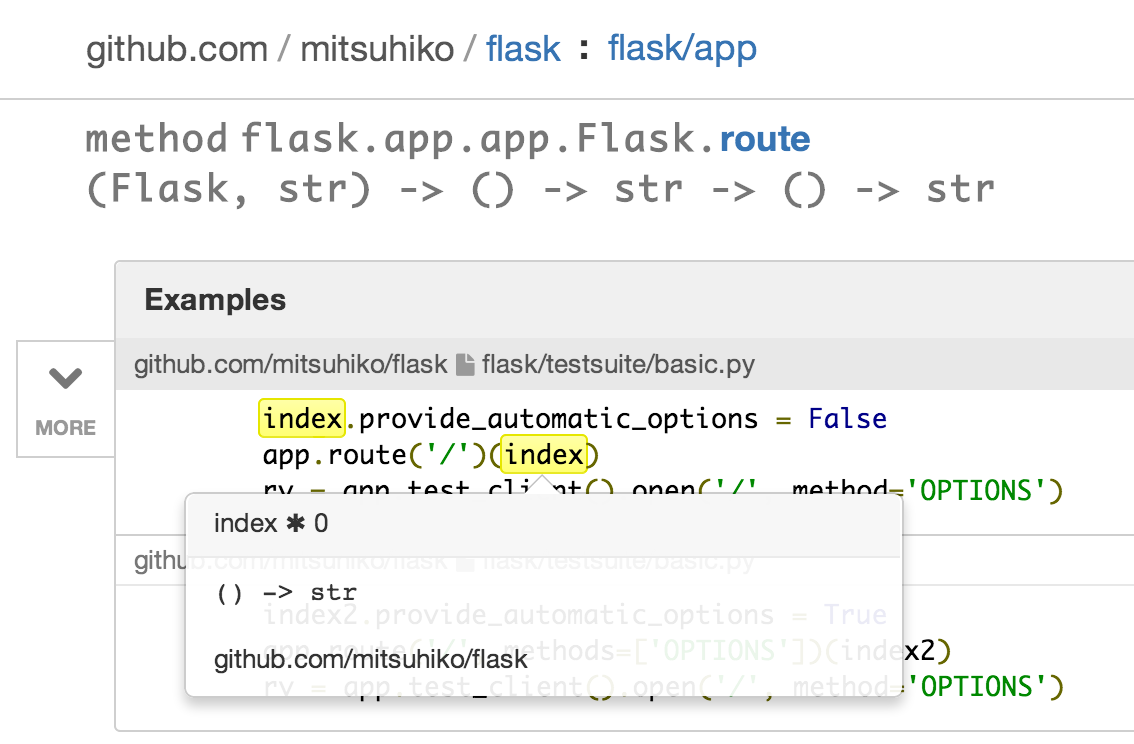 github.com / mitsuhiko / flask : flask/app
method flask.app.app.Flask.route
(Flask, str) -> () -> str -> () -> str
Examples
MORE
github.com/mitsuhiko/flask flask/testsuite/basic.py
index.provide_automatic_options = False
app.route('/')(index)
rv = app.test_client().open('/', method='OPTIONS')
index ✱ 0
github.com/mitsuhiko/flask flask/testsuite/basic.py
() -> str
index2.provide_automatic_options = True
app.route('/', methods=['OPTIONS'])(index2)
github.com/mitsuhiko/flask
rv = app.test_client().open('/', method='OPTIONS')